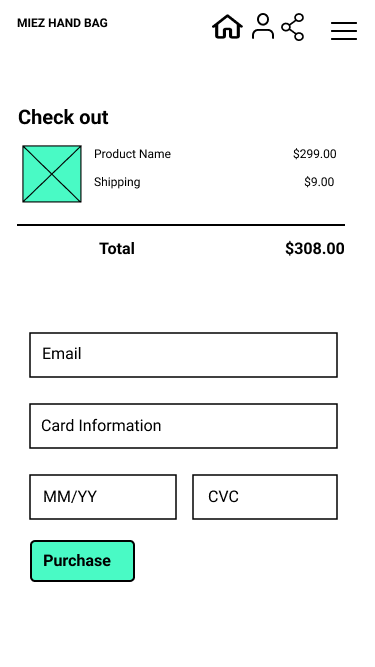 MIEZ HAND BAG
Check out
Product Name $299.00
Shipping $9.00
Total $308.00
Email
Card Information
MM/YY CVC
Purchase